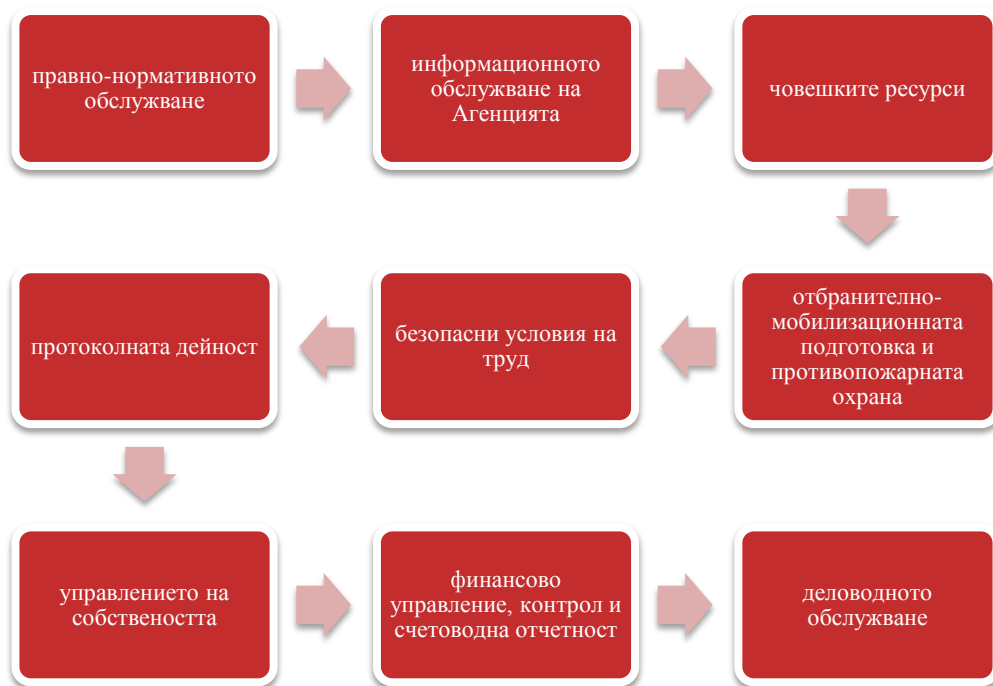 правно-нормативното
обслужване
информационното
обслужване на
Агенцията
човешките ресурси
отбранително-
мобилизационната
подготовка и
противопожарната
охрана
безопасни условия на
труд
протоколната дейност
управлението на
собствеността
финансово
управление, контрол и
счетоводна отчетност
деловодното
обслужване